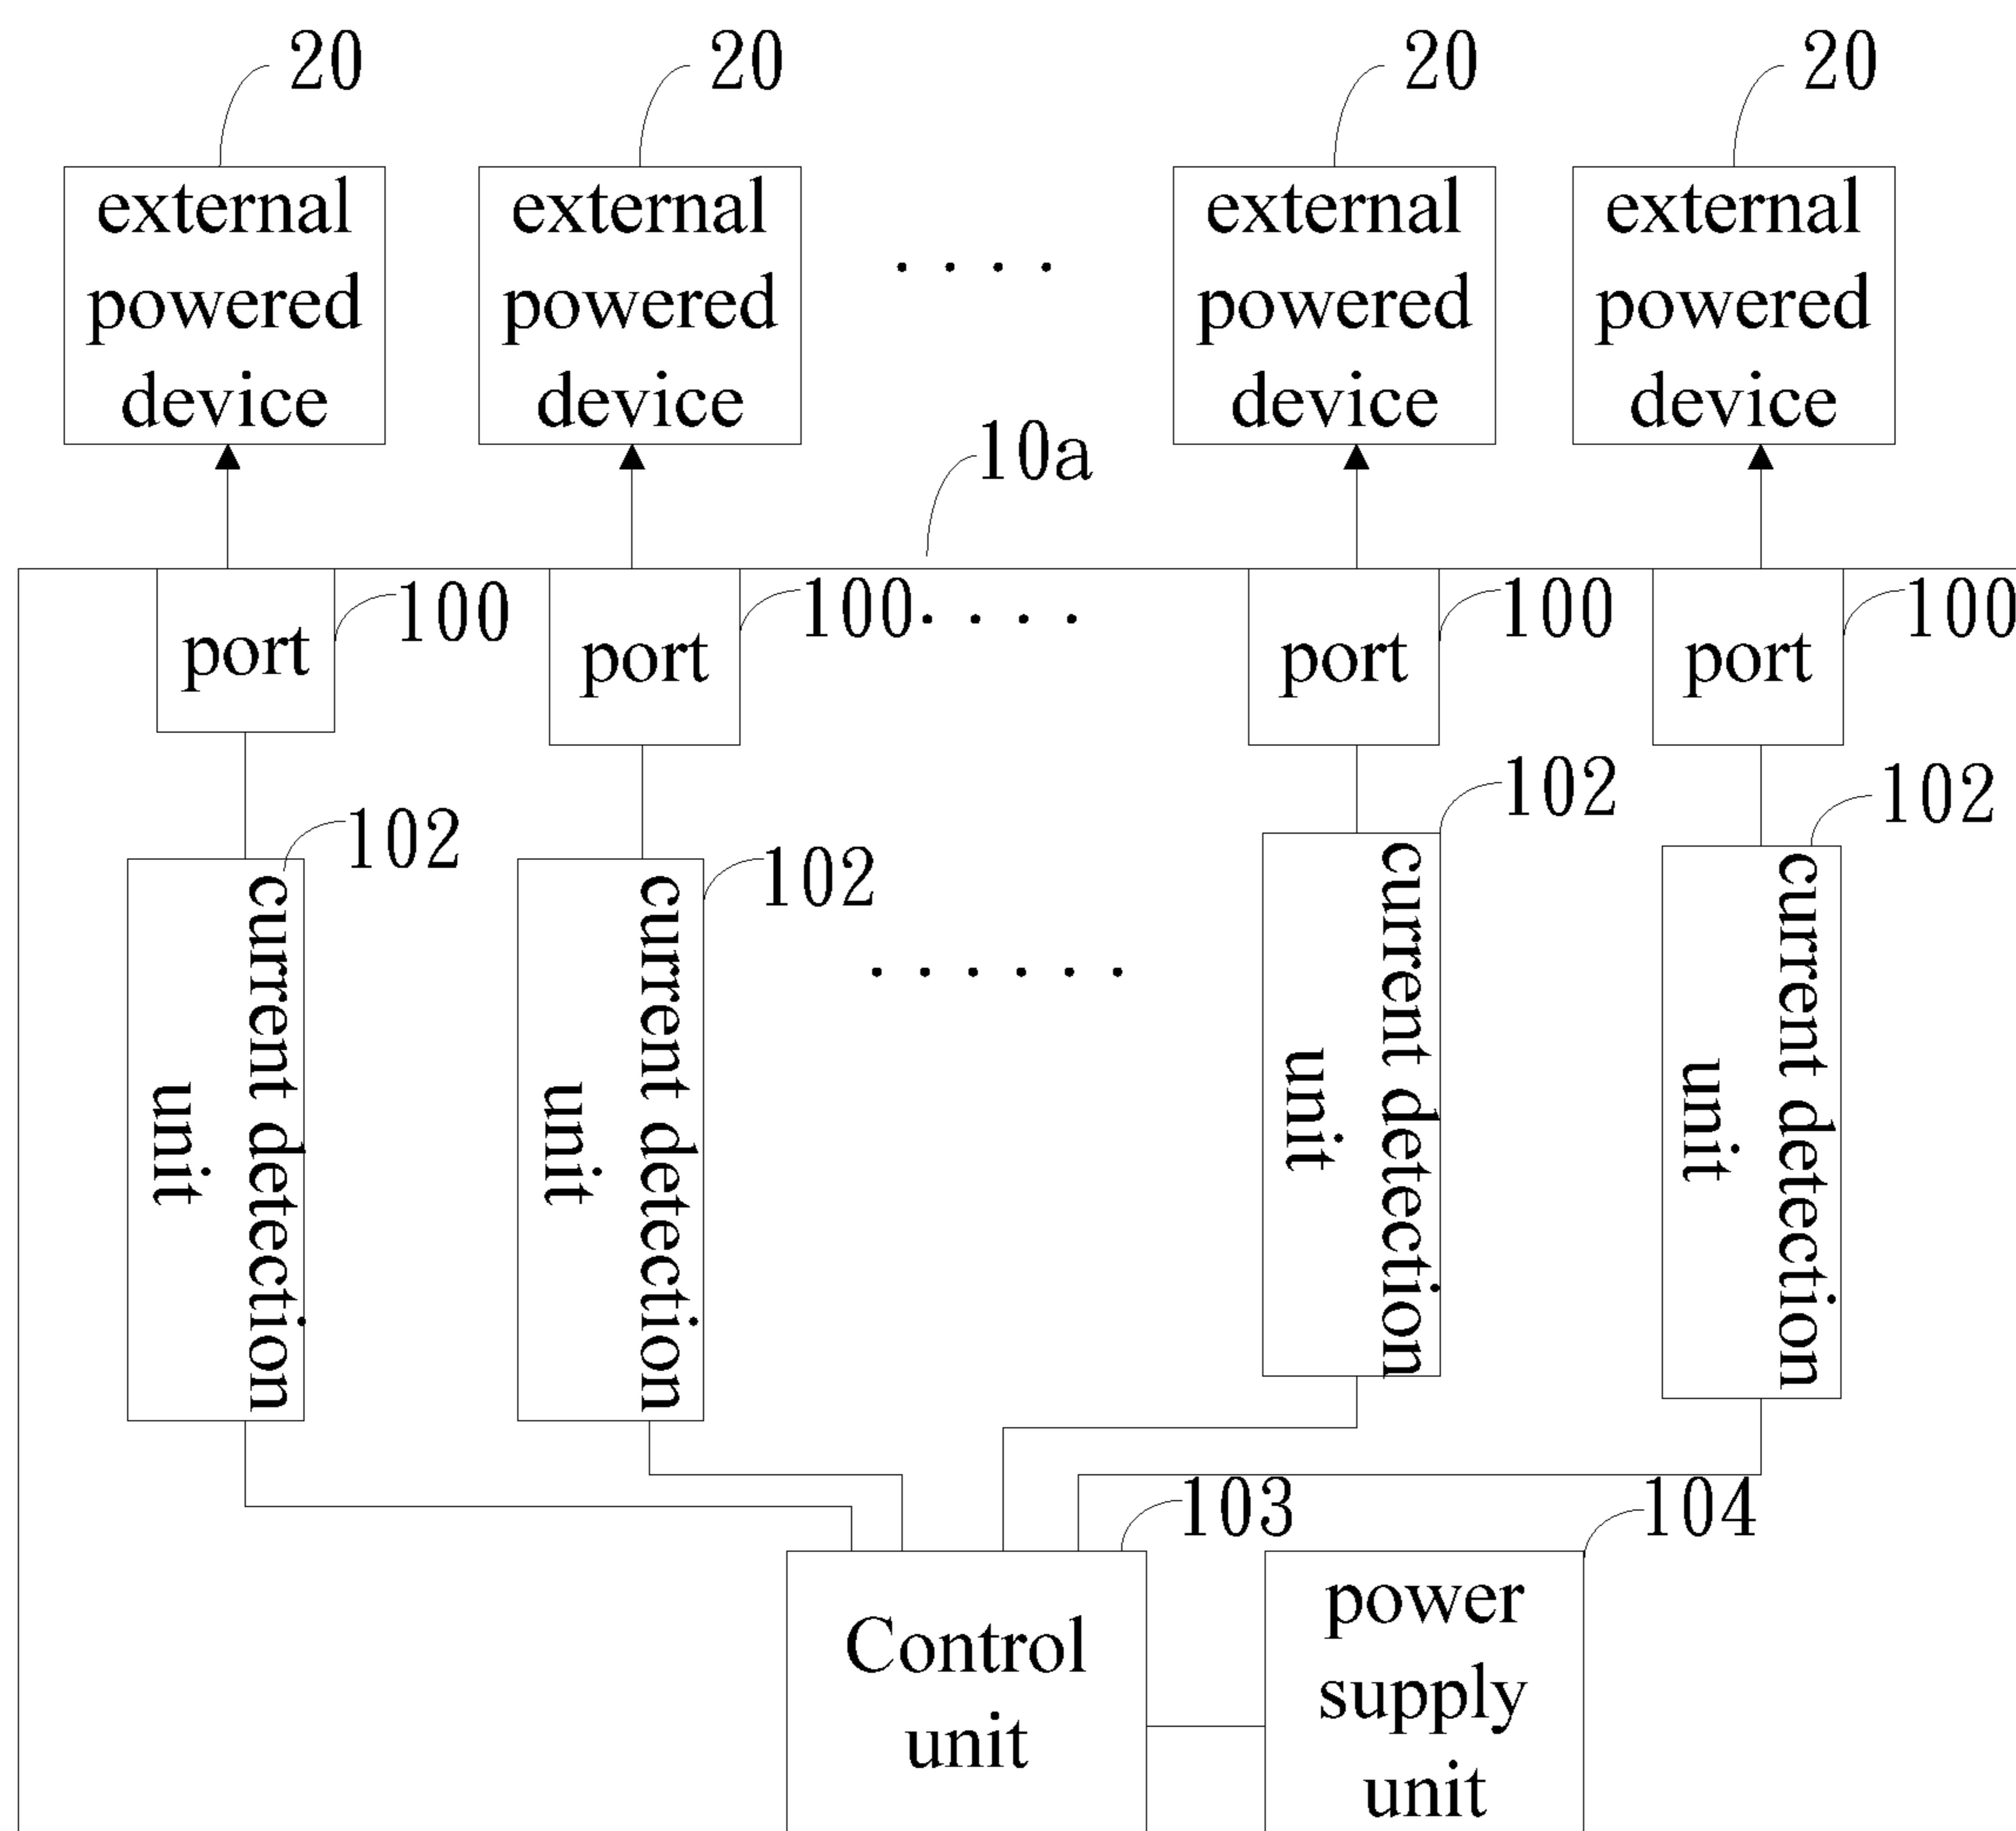 20 20 20 20
external external external external
powered powered powered powered
device device device device
. . . .
10a
100 100 . . . . 100 100
port port port port
102 102 102 102
current detection
unit
current detection
unit
. . . . . .
current detection
unit
current detection
unit
103 104
Control
unit
power
supply
unit